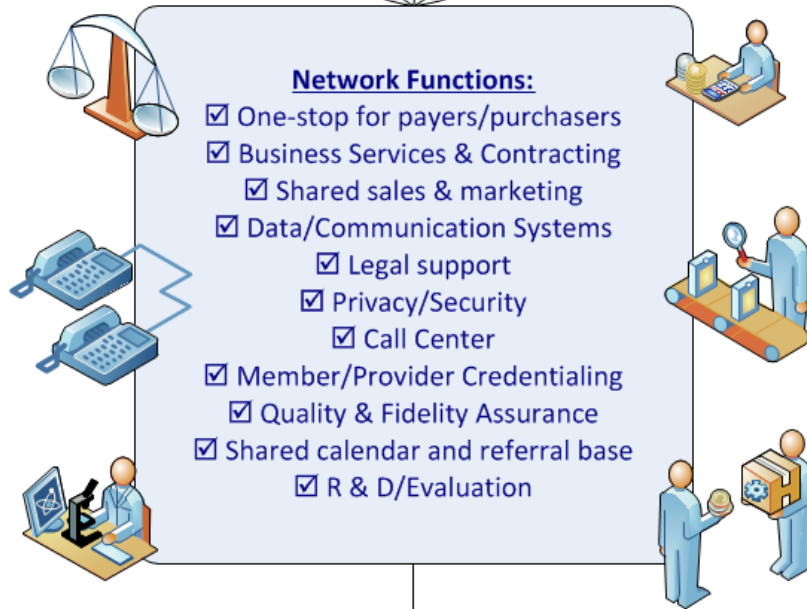 Network Functions:
☑ One-stop for payers/purchasers
☑ Business Services & Contracting
☑ Shared sales & marketing
☑ Data/Communication Systems
☑ Legal support
☑ Privacy/Security
☑ Call Center
☑ Member/Provider Credentialing
☑ Quality & Fidelity Assurance
☑ Shared calendar and referral base
☑ R & D/Evaluation